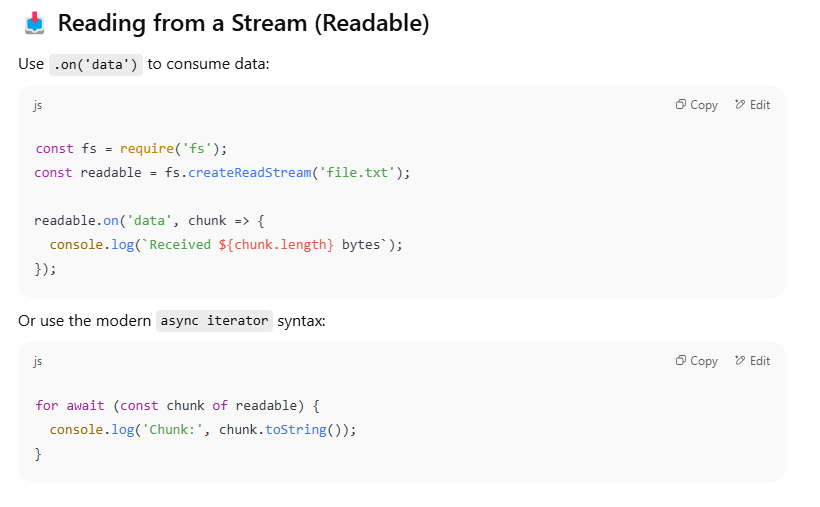 Reading from a Stream (Readable)
Use .on('data') to consume data:
js
Copy
Edit
const fs = require('fs');
const readable = fs.createReadStream('file.txt');
readable.on('data', chunk => {
  console.log(`Received ${chunk.length} bytes`);
});
Or use the modern async iterator syntax:
js
Copy
Edit
for await (const chunk of readable) {
  console.log('Chunk:', chunk.toString());
}